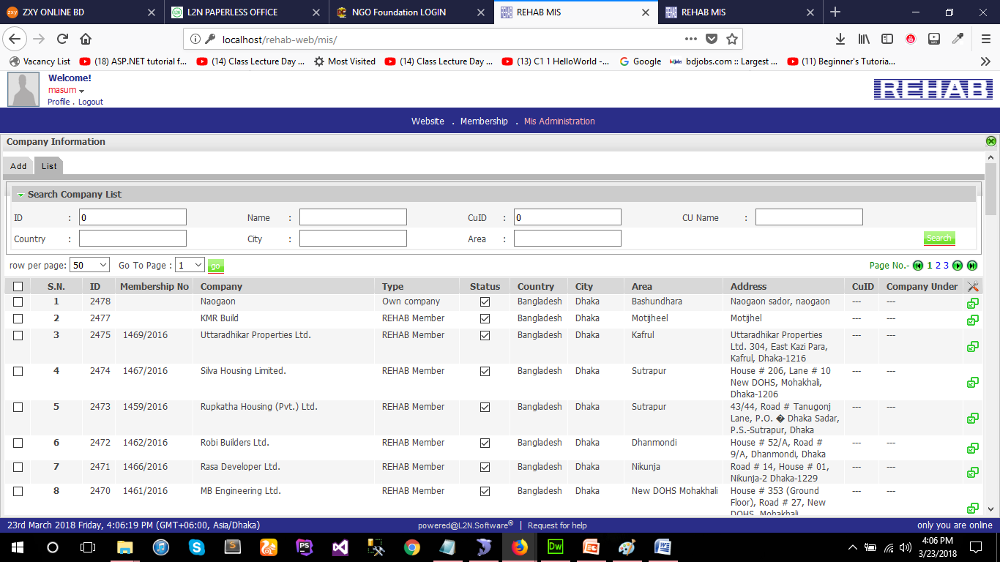 ZXY ONLINE BD
L2N PAPERLESS OFFICE
NGO Foundation LOGIN
REHAB MIS
REHAB MIS
localhost/rehab-web/mis/
Vacancy List (18) ASP.NET tutorial f... (14) Class Lecture Day ... Most Visited (14) Class Lecture Day ... (13) C1 1 HelloWorld -... Google bdjobs.com :: Largest ... (11) Beginner's Tutoria...
Welcome!
masum
Profile . Logout
REHAB
Website . Membership . Mis Administration
Company Information
Add List
Search Company List
ID : 0 Name : CuID : 0 CU Name :
Country : City : Area : Search
row per page: 50 Go To Page : 1 go Page No.- 1 2 3
S.N. ID Membership No Company Type Status Country City Area Address CuID Company Under
1 2478 Naogaon Own company Bangladesh Dhaka Bashundhara Naogaon sador, naogaon --- ---
2 2477 KMR Build REHAB Member Bangladesh Dhaka Motijheel Motijhel --- ---
3 2475 1469/2016 Uttaradhikar Properties Ltd. REHAB Member Bangladesh Dhaka Kafrul Uttaradhikar Properties --- ---
Ltd. 304, East Kazi Para,
Kafrul, Dhaka-1216
4 2474 1467/2016 Silva Housing Limited. REHAB Member Bangladesh Dhaka Sutrapur House # 206, Lane # 10 --- ---
New DOHS, Mohakhali,
Dhaka-1206
5 2473 1459/2016 Rupkatha Housing (Pvt.) Ltd. REHAB Member Bangladesh Dhaka Sutrapur 43/44, Road # Tanugonj --- ---
Lane, P.O. � Dhaka Sadar,
P.S.-Sutrapur, Dhaka
6 2472 1462/2016 Robi Builders Ltd. REHAB Member Bangladesh Dhaka Dhanmondi House # 52/A, Road # --- ---
9/A, Dhanmondi, Dhaka
7 2471 1466/2016 Rasa Developer Ltd. REHAB Member Bangladesh Dhaka Nikunja Road # 14, House # 01, --- ---
Nikunja-2 Dhaka-1229
8 2470 1461/2016 MB Engineering Ltd. REHAB Member Bangladesh Dhaka New DOHS Mohakhali House # 353 (Ground --- ---
Floor), Road # 27, New
DOHS, Mohakhali
23rd March 2018 Friday, 4:06:19 PM (GMT+06:00, Asia/Dhaka) powered@L2N.Software® | Request for help only you are online
4:06 PM
3/23/2018